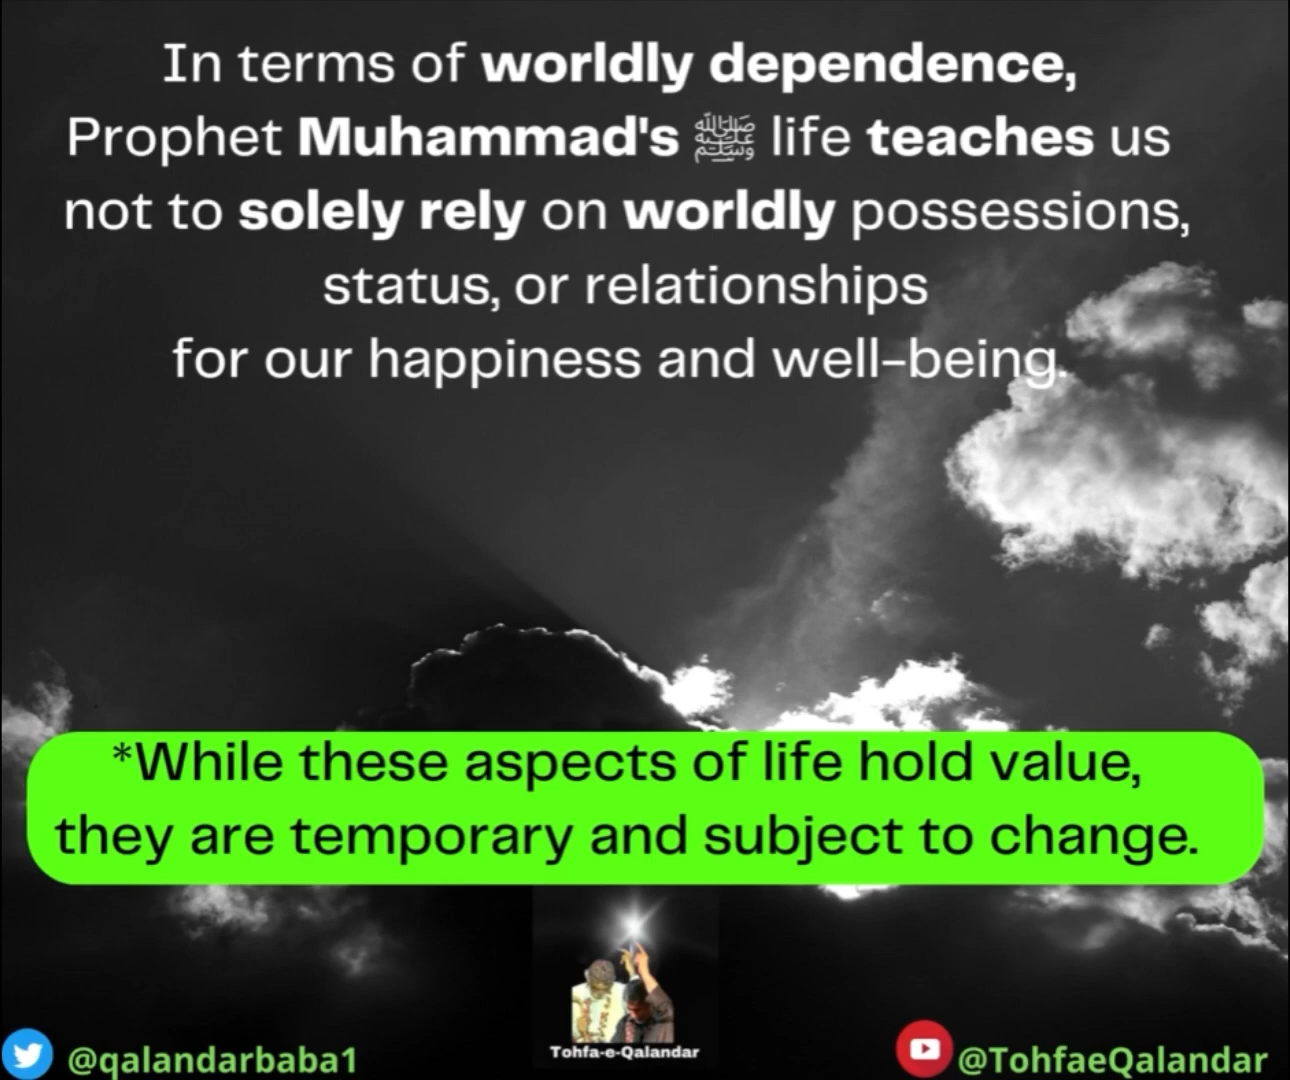 In terms of worldly dependence,
Prophet Muhammad's ﷺ life teaches us
not to solely rely on worldly possessions,
status, or relationships
for our happiness and well-being.
*While these aspects of life hold value,
they are temporary and subject to change.
Tohfa-e-Qalandar
@qalandarbaba1
@TohfaeQalandar